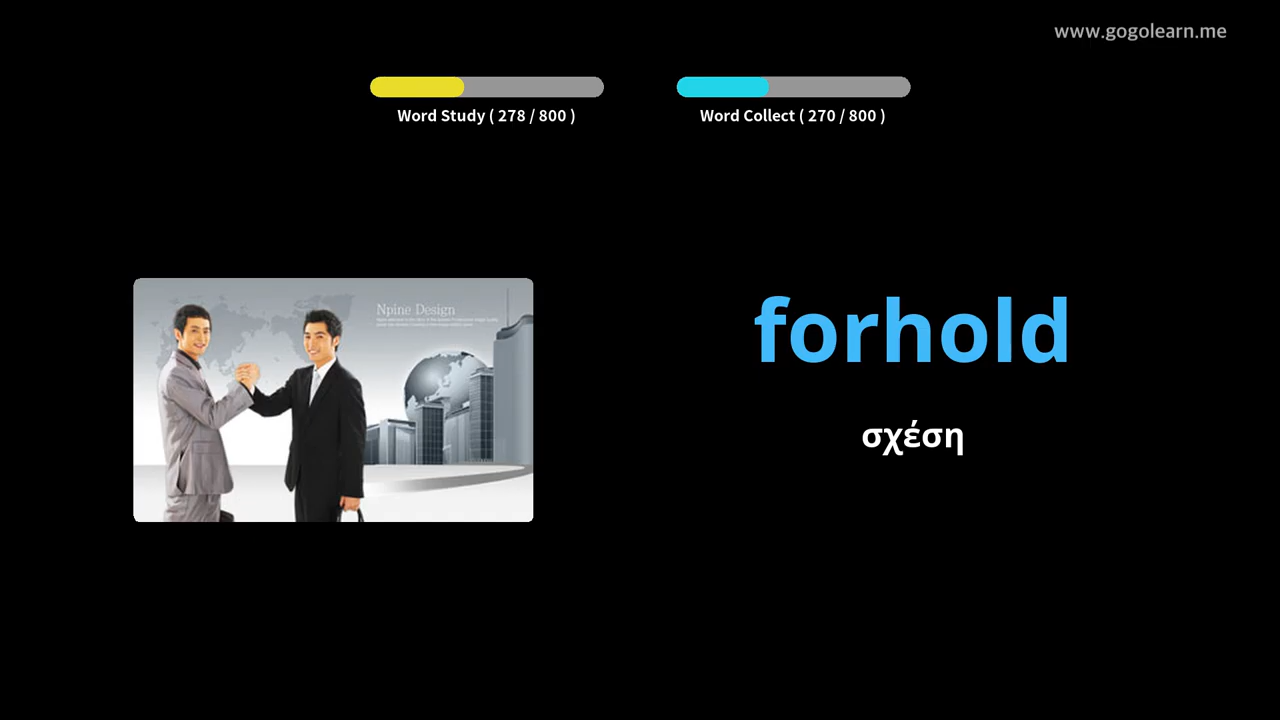 www.gogolearn.me
Word Study ( 278 / 800 )
Word Collect ( 270 / 800 )
Npine Design
forhold
σχέση